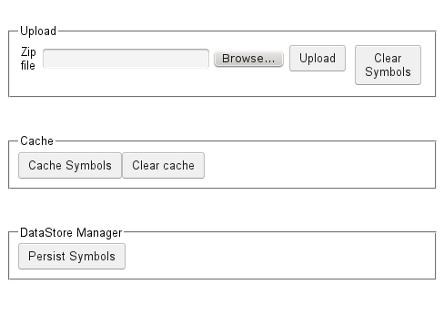 Upload
Zip file Browse... Upload Clear Symbols
Cache
Cache Symbols Clear cache
DataStore Manager
Persist Symbols